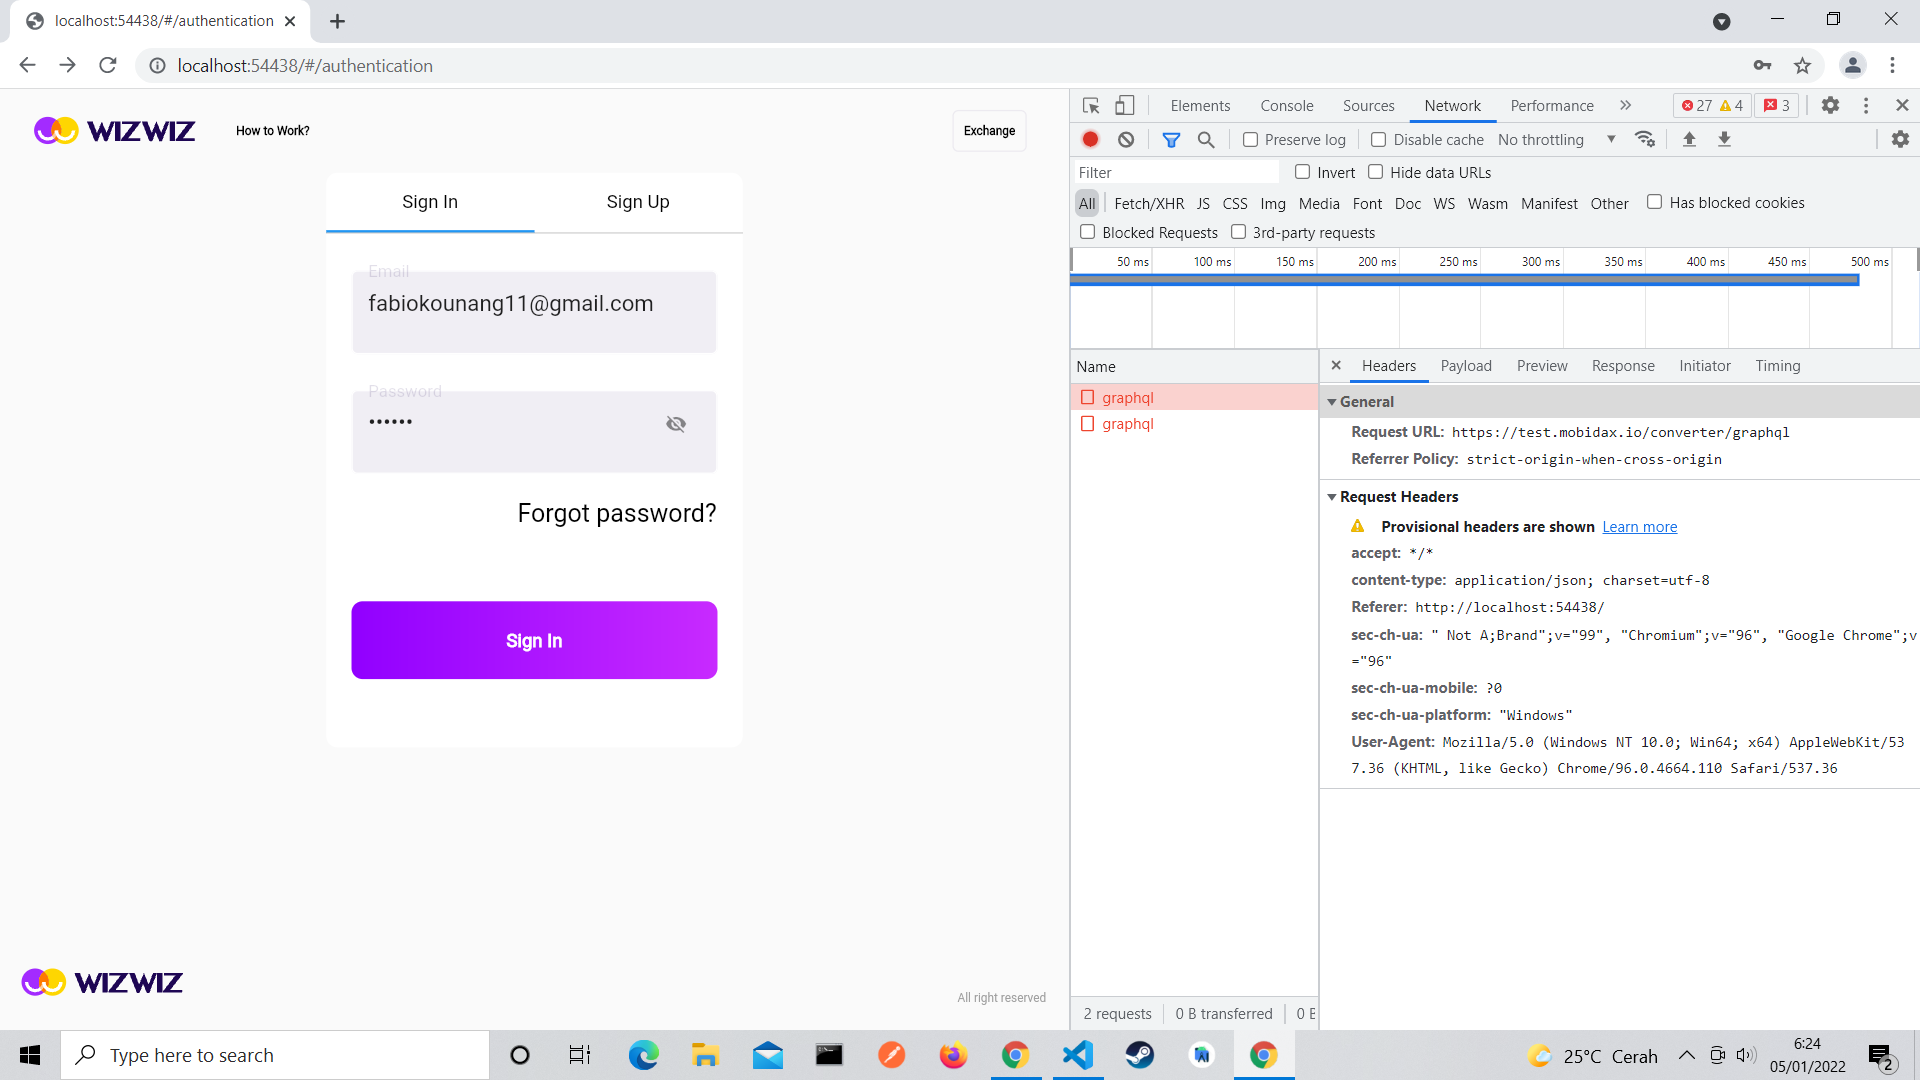 localhost:54438/#/authentication
localhost:54438/#/authentication
WIZWIZ
How to Work?
Exchange
Sign In
Sign Up
Email
fabiokounang11@gmail.com
Password
••••••
Forgot password?
Sign In
WIZWIZ
All right reserved
Elements
Console
Sources
Network
Performance
27
4
3
Preserve log
Disable cache
No throttling
Filter
Invert
Hide data URLs
All
Fetch/XHR
JS
CSS
Img
Media
Font
Doc
WS
Wasm
Manifest
Other
Has blocked cookies
Blocked Requests
3rd-party requests
50 ms
100 ms
150 ms
200 ms
250 ms
300 ms
350 ms
400 ms
450 ms
500 ms
Name
graphql
graphql
2 requests
0 B transferred
0 B
Headers
Payload
Preview
Response
Initiator
Timing
General
Request URL: https://test.mobidax.io/converter/graphql
Referrer Policy: strict-origin-when-cross-origin
Request Headers
Provisional headers are shown Learn more
accept: */*
content-type: application/json; charset=utf-8
Referer: http://localhost:54438/
sec-ch-ua: " Not A;Brand";v="99", "Chromium";v="96", "Google Chrome";v
="96"
sec-ch-ua-mobile: ?0
sec-ch-ua-platform: "Windows"
User-Agent: Mozilla/5.0 (Windows NT 10.0; Win64; x64) AppleWebKit/53
7.36 (KHTML, like Gecko) Chrome/96.0.4664.110 Safari/537.36
Type here to search
25°C Cerah
6:24
05/01/2022
2